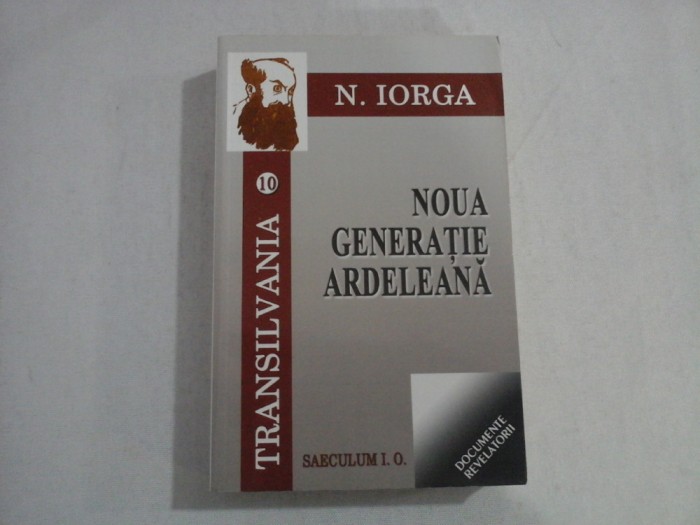 N. IORGA
TRANSILVANIA 10
NOUA
GENERAȚIE
ARDELEANĂ
SAECULUM I. O.
DOCUMENTE
REVELATORII